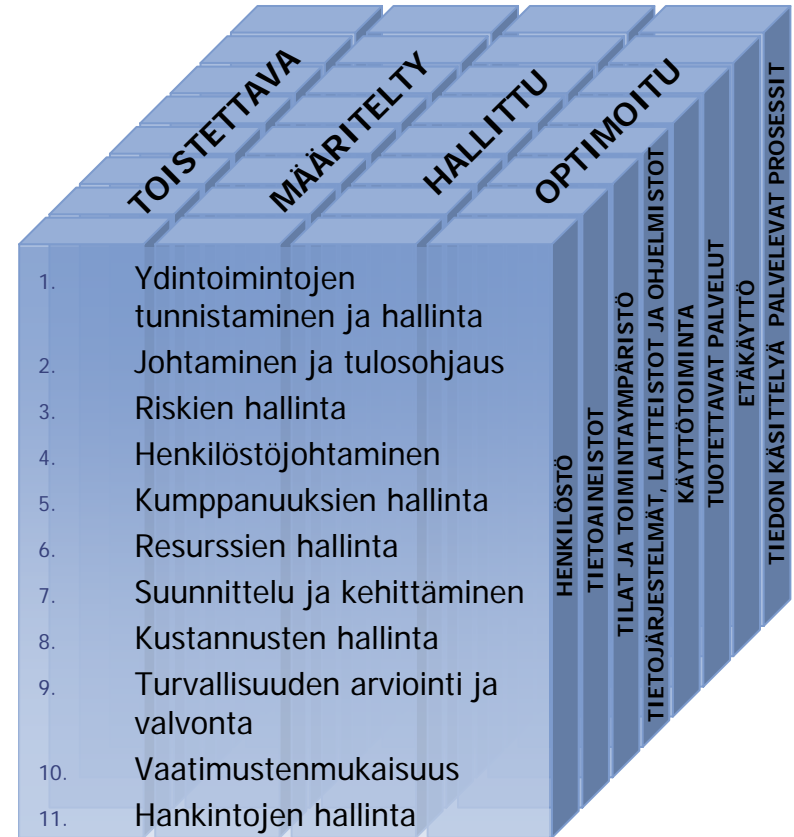 TOISTETTAVA
MÄÄRITELTY
HALLITTU
OPTIMOITU
1. Ydintoimintojen
tunnistaminen ja hallinta
2. Johtaminen ja tulosohjaus
3. Riskien hallinta
4. Henkilöstöjohtaminen
5. Kumppanuuksien hallinta
6. Resurssien hallinta
7. Suunnittelu ja kehittäminen
8. Kustannusten hallinta
9. Turvallisuuden arviointi ja
valvonta
10. Vaatimustenmukaisuus
11. Hankintojen hallinta
HENKILÖSTÖ
TIETOAINEISTOT
TILAT JA TOIMINTAYMPÄRISTÖ
TIETOJÄRJESTELMÄT, LAITTEISTOT JA OHJELMISTOT
KÄYTTÖTOIMINTA
TUOTETTAVAT PALVELUT
ETÄKÄYTTÖ
TIEDON KÄSITTELYÄ PALVELEVAT PROSESSIT